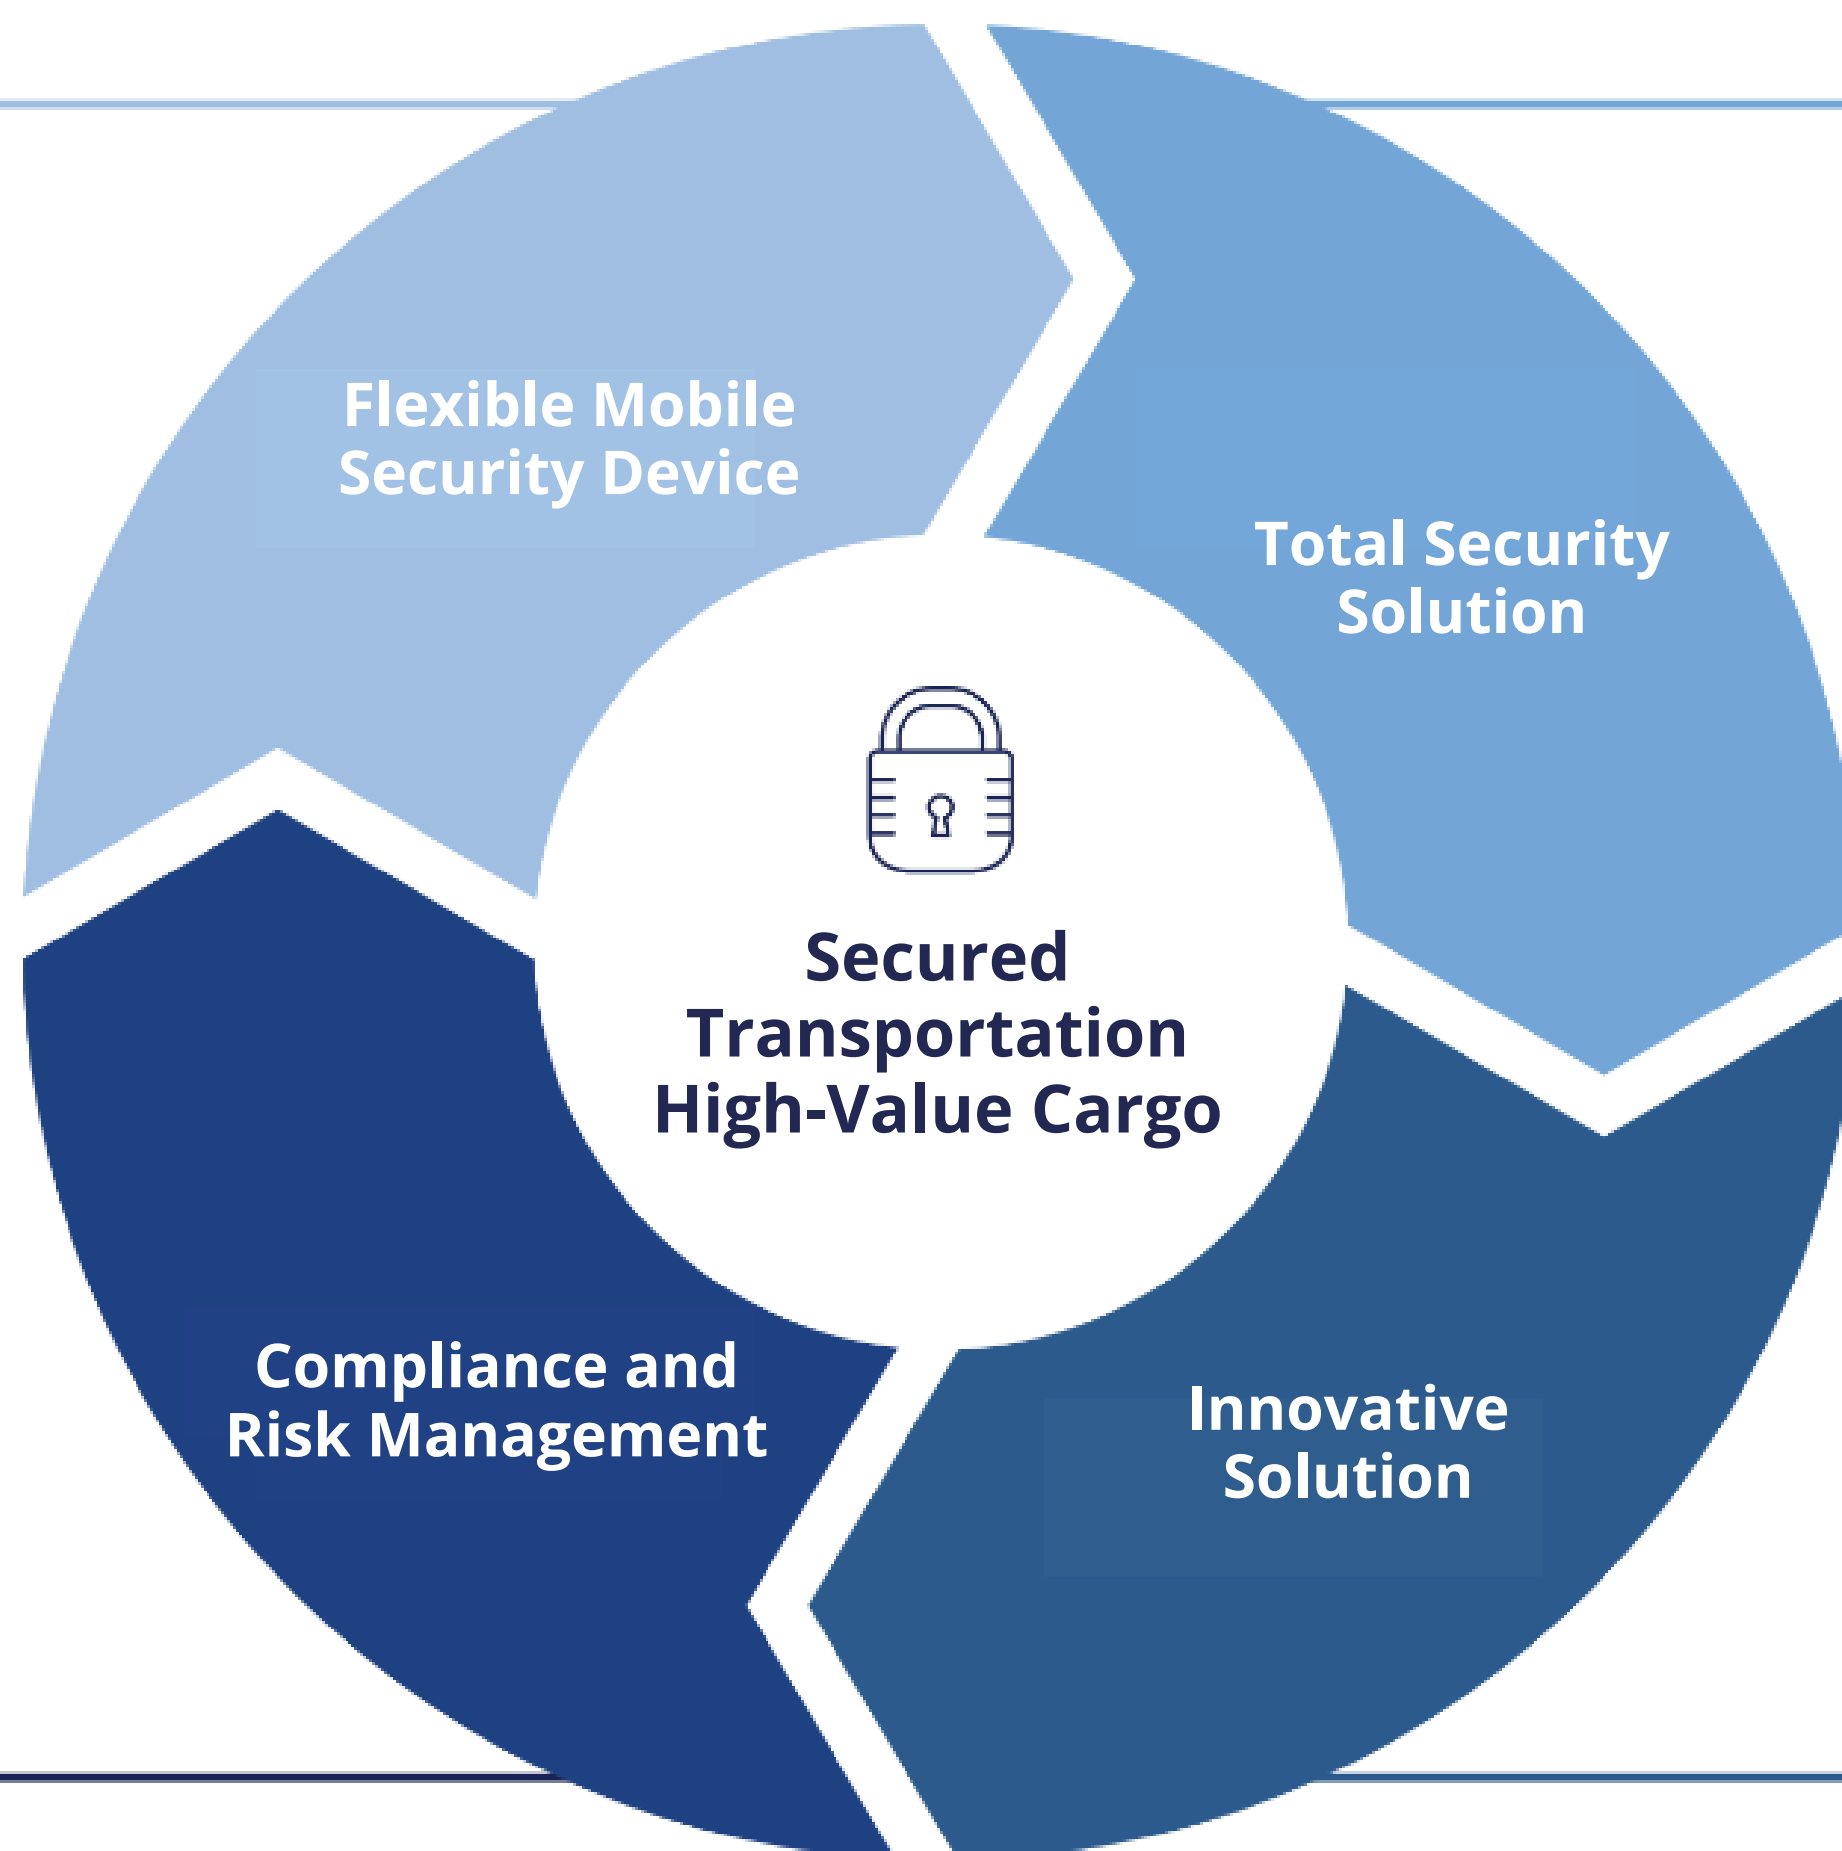 Flexible Mobile
Security Device
Total Security
Solution
Secured
Transportation
High-Value Cargo
Compliance and
Risk Management
Innovative
Solution